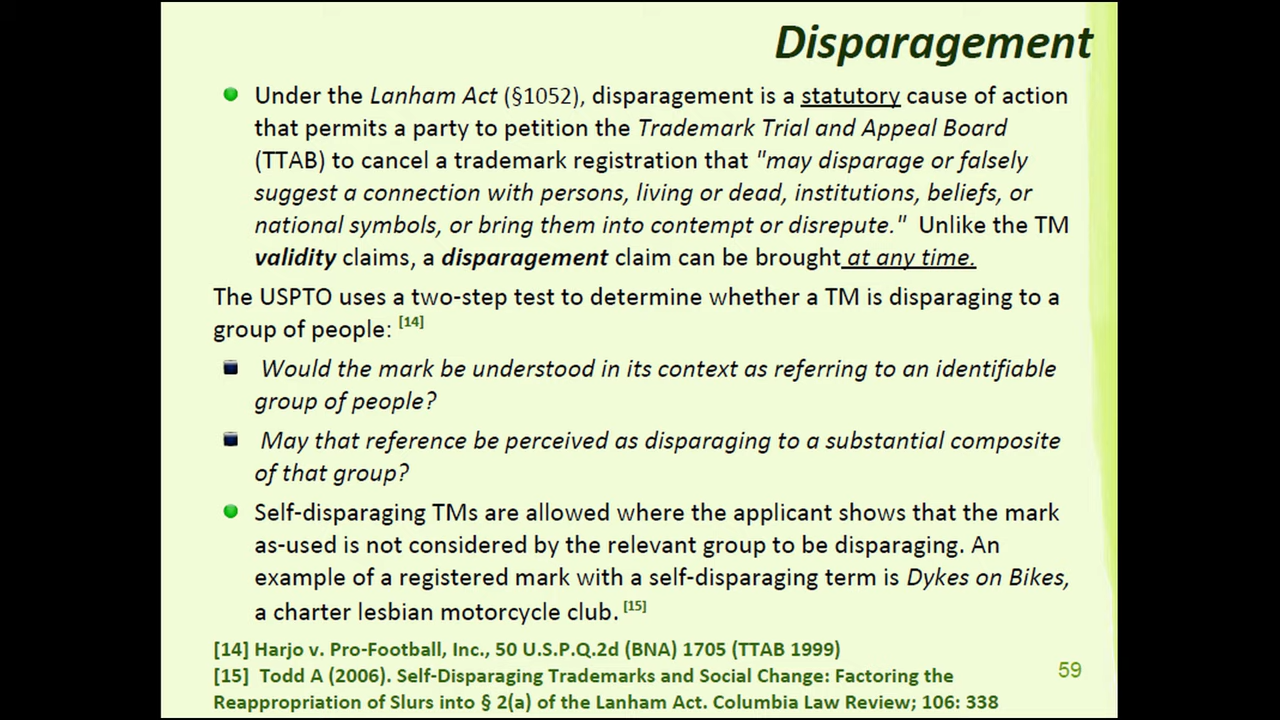 Disparagement
Under the Lanham Act (§1052), disparagement is a statutory cause of action
that permits a party to petition the Trademark Trial and Appeal Board
(TTAB) to cancel a trademark registration that "may disparage or falsely
suggest a connection with persons, living or dead, institutions, beliefs, or
national symbols, or bring them into contempt or disrepute." Unlike the TM
validity claims, a disparagement claim can be brought at any time.
The USPTO uses a two-step test to determine whether a TM is disparaging to a
group of people: [14]
Would the mark be understood in its context as referring to an identifiable
group of people?
May that reference be perceived as disparaging to a substantial composite
of that group?
Self-disparaging TMs are allowed where the applicant shows that the mark
as-used is not considered by the relevant group to be disparaging. An
example of a registered mark with a self-disparaging term is Dykes on Bikes,
a charter lesbian motorcycle club. [15]
[14] Harjo v. Pro-Football, Inc., 50 U.S.P.Q.2d (BNA) 1705 (TTAB 1999)
[15] Todd A (2006). Self-Disparaging Trademarks and Social Change: Factoring the
Reappropriation of Slurs into § 2(a) of the Lanham Act. Columbia Law Review; 106: 338
59